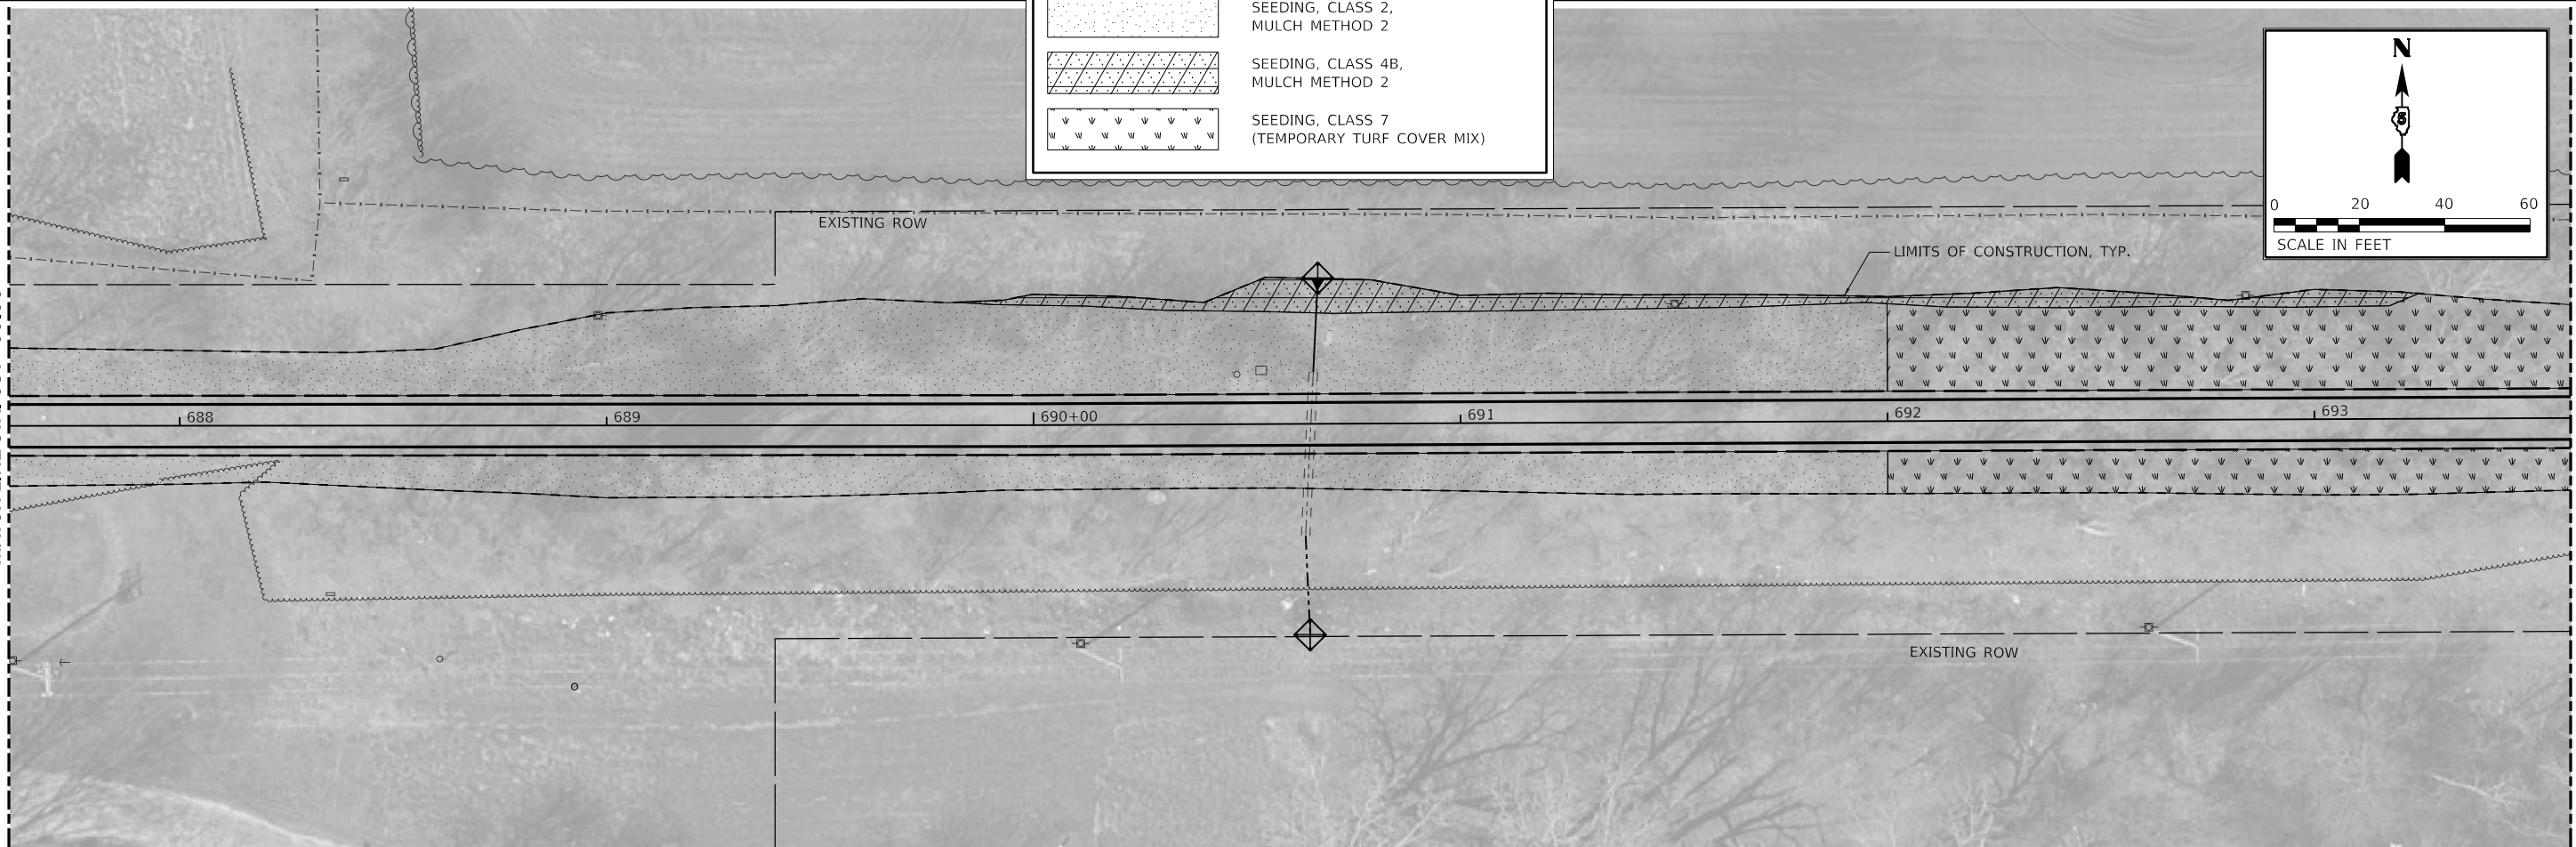 SEEDING, CLASS 2,
MULCH METHOD 2
SEEDING, CLASS 4B,
MULCH METHOD 2
SEEDING, CLASS 7
(TEMPORARY TURF COVER MIX)
N
5
0 20 40 60
SCALE IN FEET
EXISTING ROW
LIMITS OF CONSTRUCTION, TYP.
688 689 690+00 691 692 693
EXISTING ROW